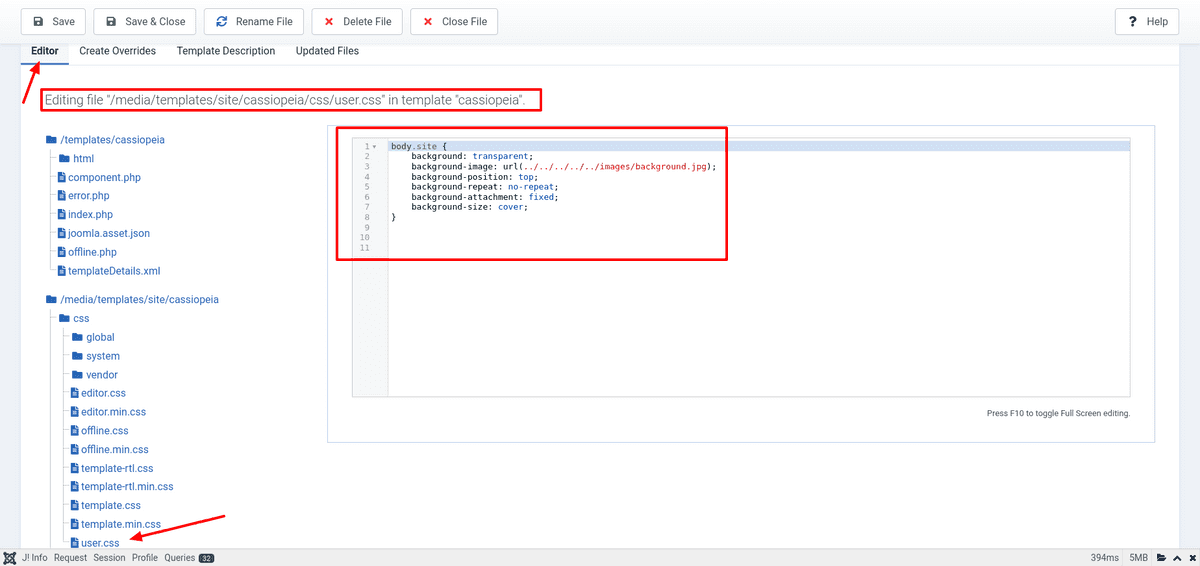 Save
Save & Close
Rename File
Delete File
Close File
? Help
Editor
Create Overrides
Template Description
Updated Files
Editing file "/media/templates/site/cassiopeia/css/user.css" in template "cassiopeia".
/templates/cassiopeia
html
component.php
error.php
index.php
joomla.asset.json
offline.php
templateDetails.xml
/media/templates/site/cassiopeia
css
global
system
vendor
editor.css
editor.min.css
offline.css
offline.min.css
template-rtl.css
template-rtl.min.css
template.css
template.min.css
user.css
1 body.site {
2 background: transparent;
3 background-image: url(../../../../../images/background.jpg);
4 background-position: top;
5 background-repeat: no-repeat;
6 background-attachment: fixed;
7 background-size: cover;
8 }
9
10
11
Press F10 to toggle Full Screen editing.
J! Info Request Session Profile Queries 32
394ms 5MB